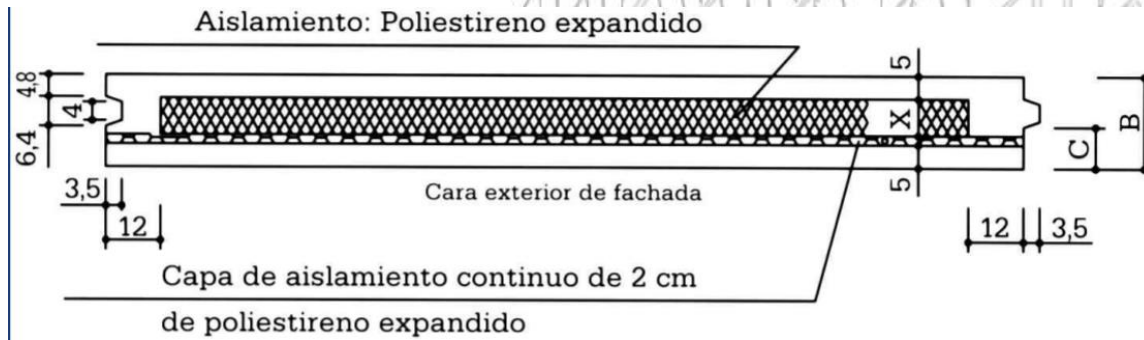 Aislamiento: Poliestireno expandido
4,8
4
6,4
5
X
5
B
C
3,5
12
Cara exterior de fachada
12
3,5
Capa de aislamiento continuo de 2 cm
de poliestireno expandido